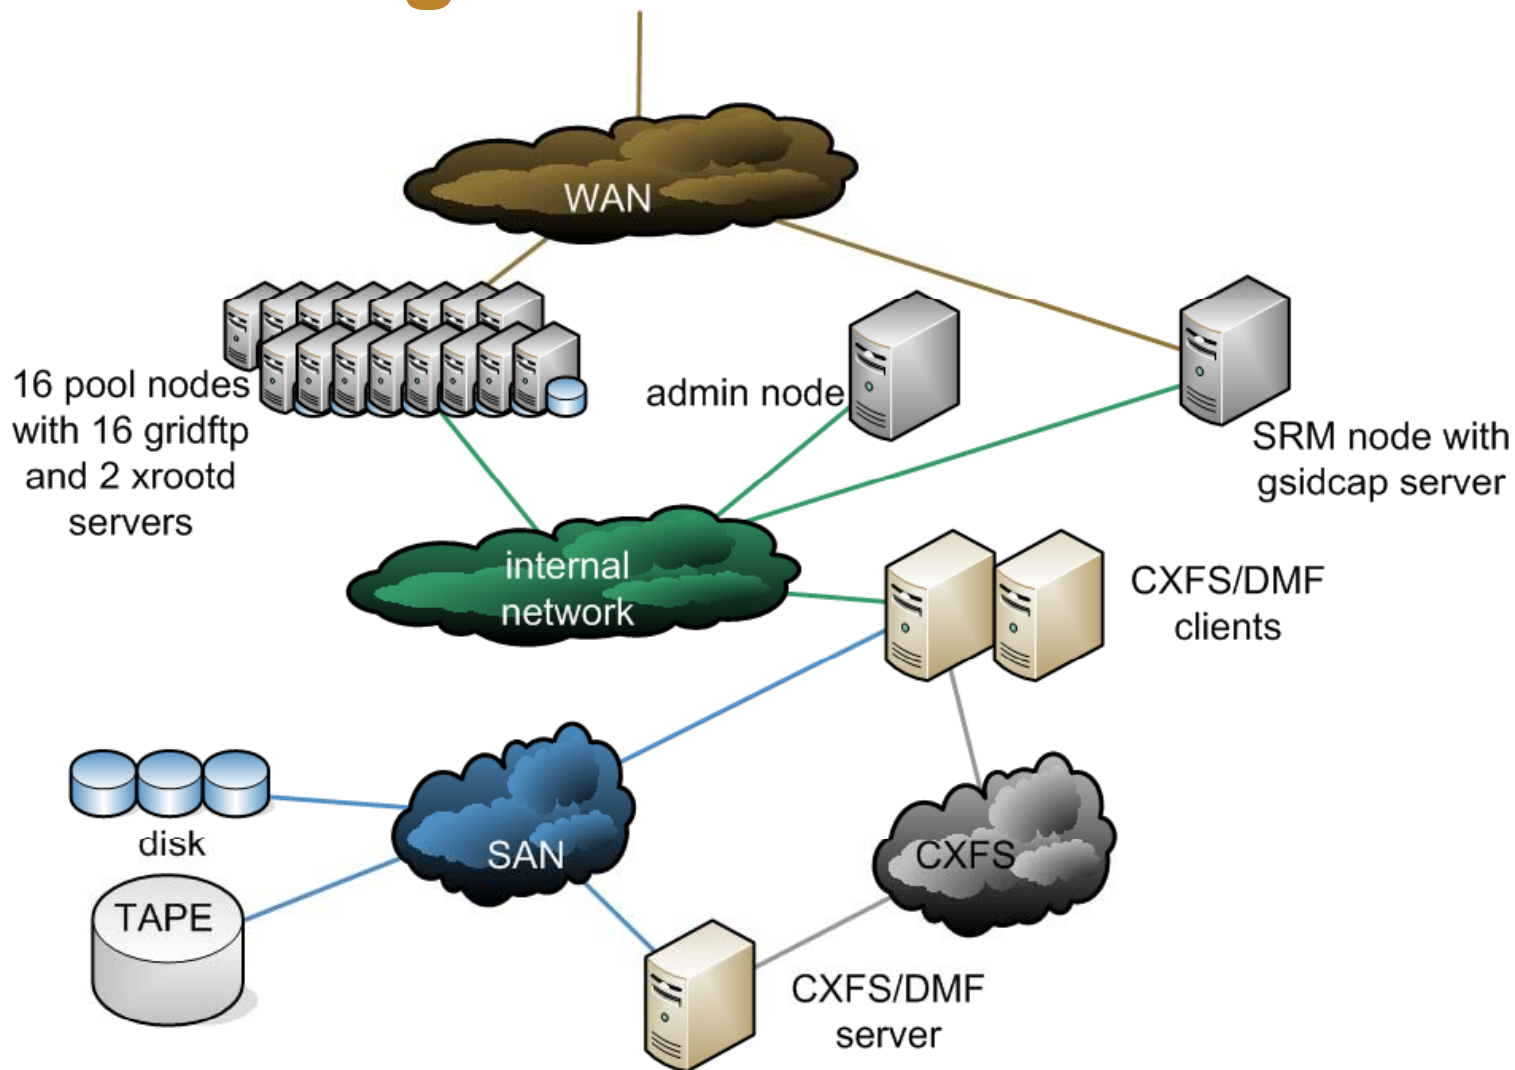 WAN
16 pool nodes
with 16 gridftp
and 2 xrootd
servers
admin node
SRM node with
gsidcap server
internal
network
CXFS/DMF
clients
disk
SAN
CXFS
TAPE
CXFS/DMF
server